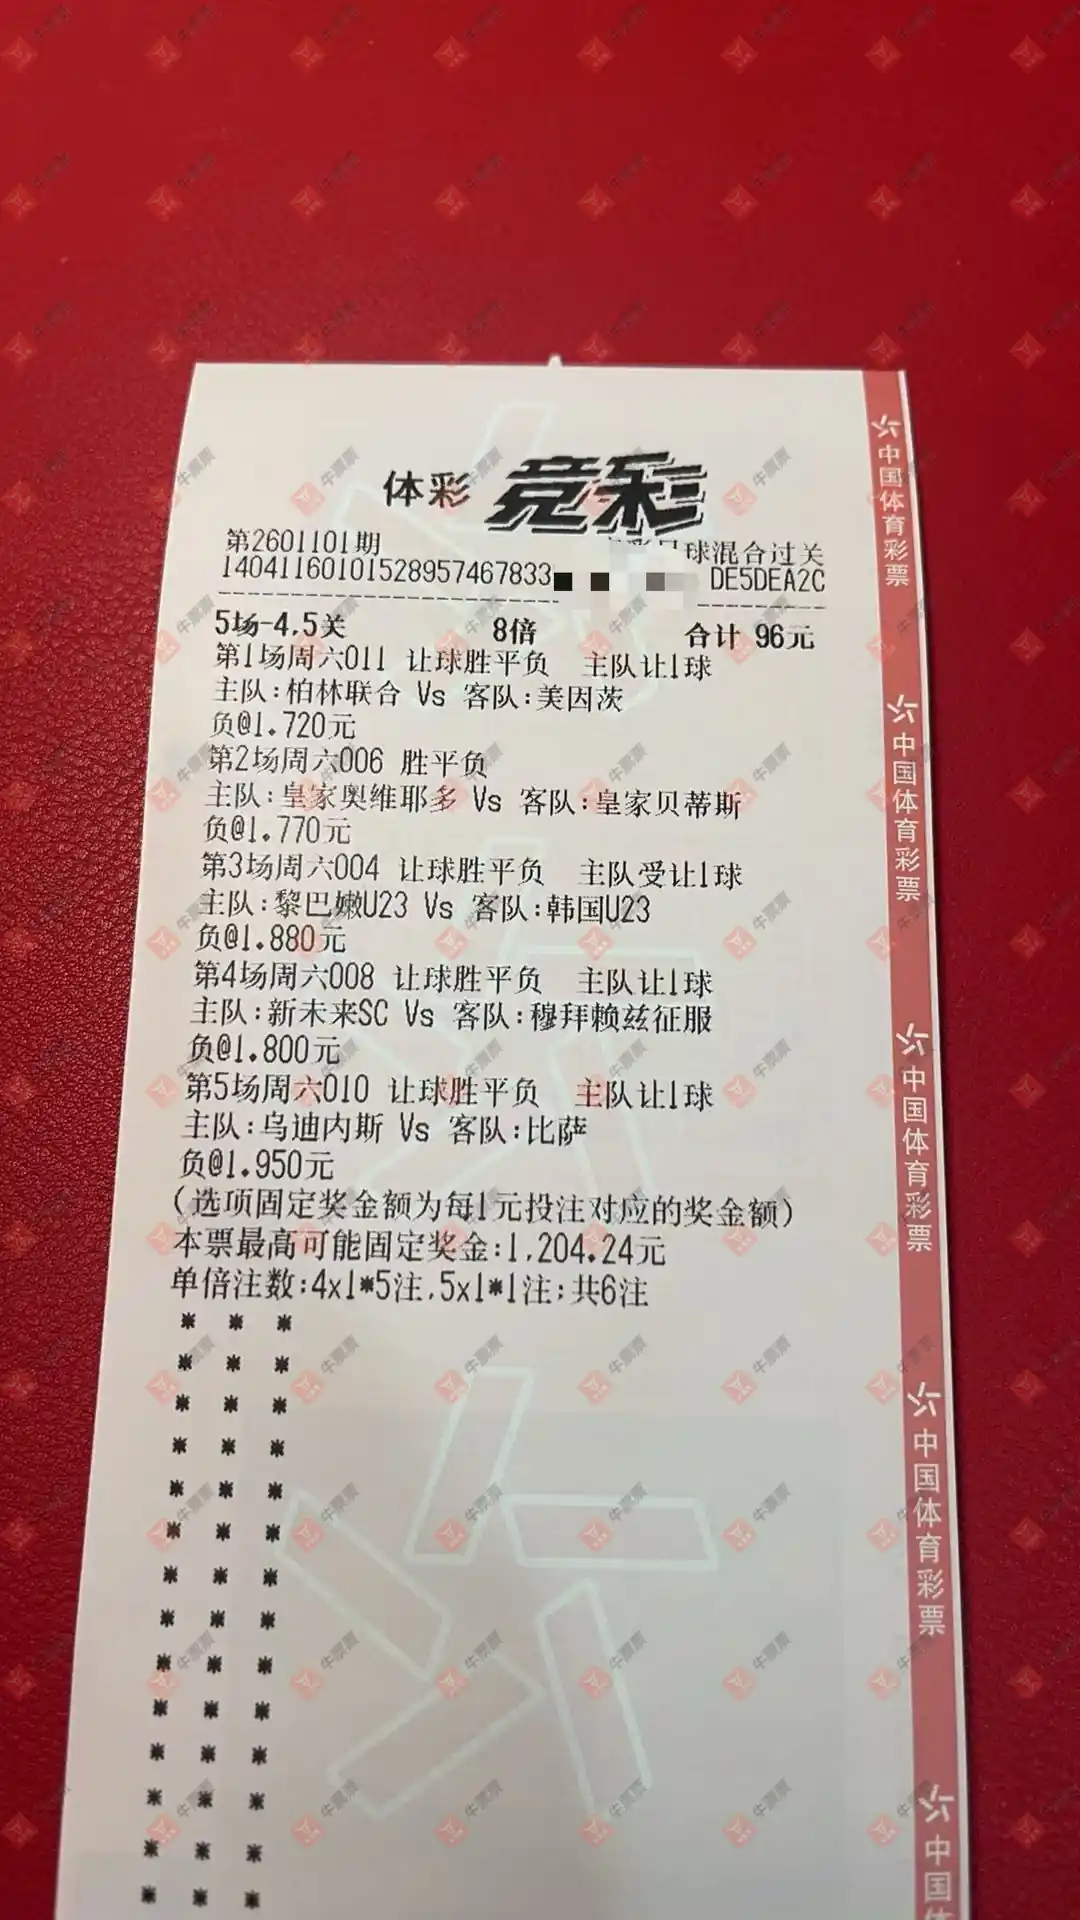 体彩 竞彩
第2601101期 球混合过关
14041160101528957467833 DE5DEA2C
5场-4,5关 8倍 合计 96元
第1场周六011 让球胜平负 主队让1球
主队:柏林联合 Vs 客队:美因茨
负@1.720元
第2场周六006 胜平负
主队:皇家奥维耶多 Vs 客队:皇家贝蒂斯
负@1.770元
第3场周六004 让球胜平负 主队受让1球
主队:黎巴嫩U23 Vs 客队:韩国U23
负@1.880元
第4场周六008 让球胜平负 主队让1球
主队:新未来SC Vs 客队:穆拜赖兹征服
负@1.800元
第5场周六010 让球胜平负 主队让1球
主队:乌迪内斯 Vs 客队:比萨
负@1.950元
(选项固定奖金额为每1元投注对应的奖金额)
本票最高可能固定奖金:1,204.24元
单倍注数:4x1*5注,5x1*1注;共6注
中国体育彩票
中国体育彩票
中国体育彩票
中国体育彩票
中国体
牛票票